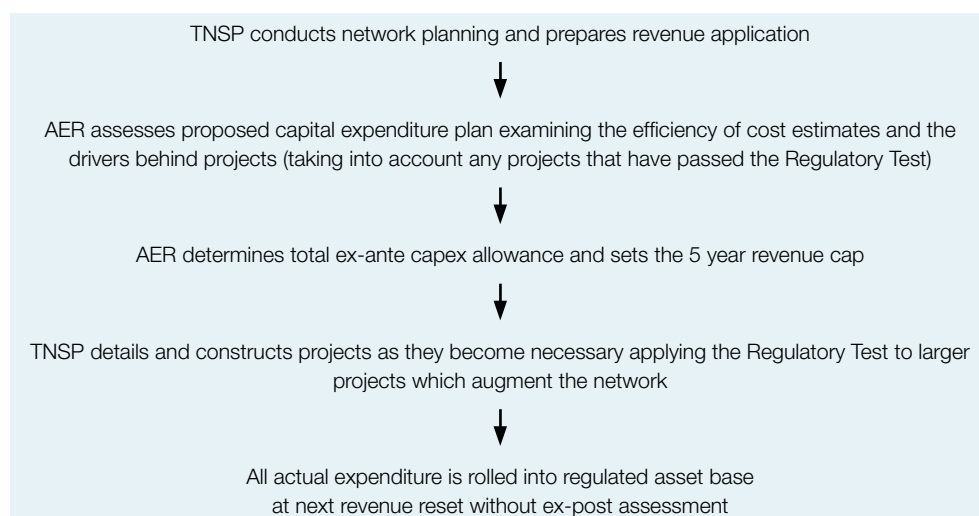 TNSP conducts network planning and prepares revenue application
AER assesses proposed capital expenditure plan examining the efficiency of cost estimates and the
drivers behind projects (taking into account any projects that have passed the Regulatory Test)
AER determines total ex-ante capex allowance and sets the 5 year revenue cap
TNSP details and constructs projects as they become necessary applying the Regulatory Test to larger
projects which augment the network
All actual expenditure is rolled into regulated asset base
at next revenue reset without ex-post assessment